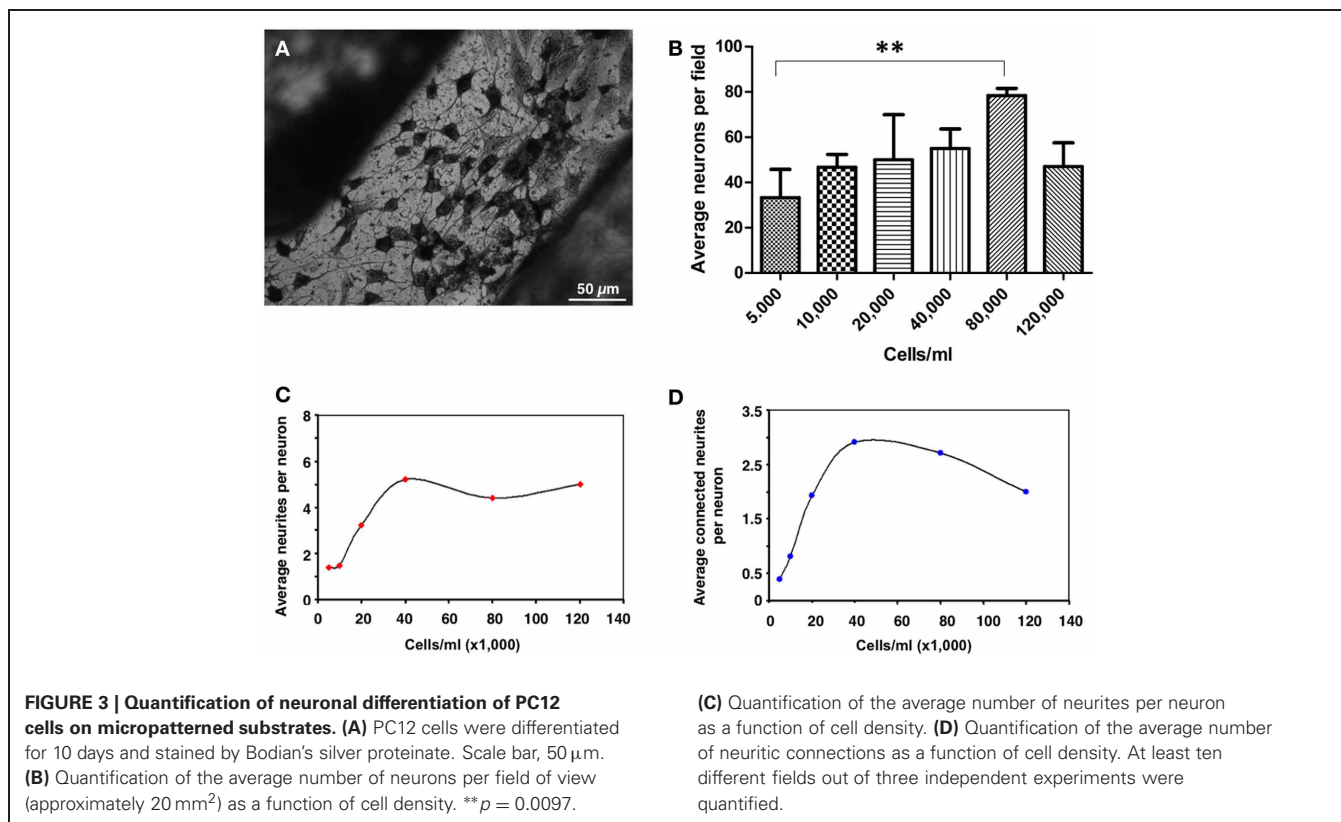 A
50 µm
B
**
Average neurons per field
100
80
60
40
20
0
5.000
10,000
20,000
40,000
80,000
120,000
Cells/ml
C
Average neurites per neuron
8
6
4
2
0
0 20 40 60 80 100 120 140
Cells/ml (x1,000)
D
Average connected neurites
per neuron
3.5
2.5
1.5
0.5
0
0 20 40 60 80 100 120 140
Cells/ml (x1,000)
FIGURE 3 | Quantification of neuronal differentiation of PC12
cells on micropatterned substrates. (A) PC12 cells were differentiated
for 10 days and stained by Bodian's silver proteinate. Scale bar, 50 µm.
(B) Quantification of the average number of neurons per field of view
(approximately 20 mm²) as a function of cell density. **p = 0.0097.
(C) Quantification of the average number of neurites per neuron
as a function of cell density. (D) Quantification of the average number
of neuritic connections as a function of cell density. At least ten
different fields out of three independent experiments were
quantified.